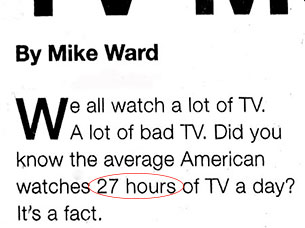 TV M
By Mike Ward
We all watch a lot of TV.
A lot of bad TV. Did you
know the average American
watches 27 hours of TV a day?
It's a fact.